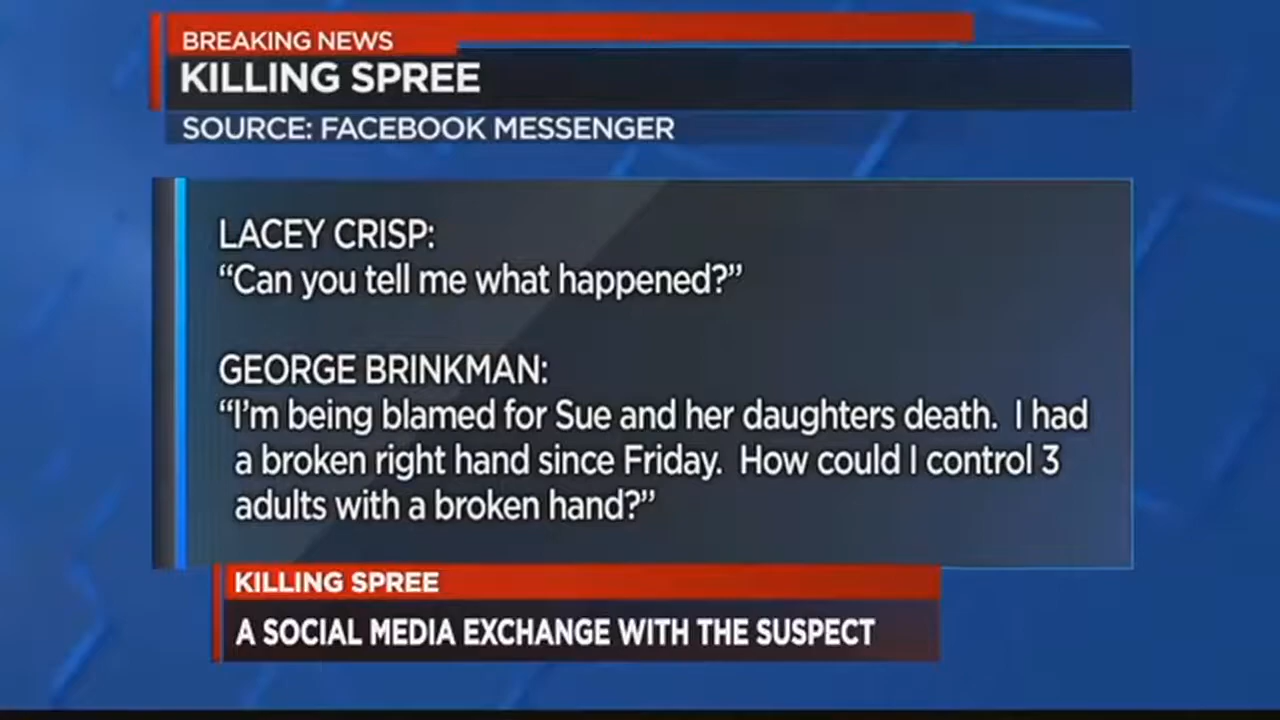 BREAKING NEWS
KILLING SPREE
SOURCE: FACEBOOK MESSENGER
LACEY CRISP:
“Can you tell me what happened?”
GEORGE BRINKMAN:
“I’m being blamed for Sue and her daughters death. I had
a broken right hand since Friday. How could I control 3
adults with a broken hand?”
KILLING SPREE
A SOCIAL MEDIA EXCHANGE WITH THE SUSPECT